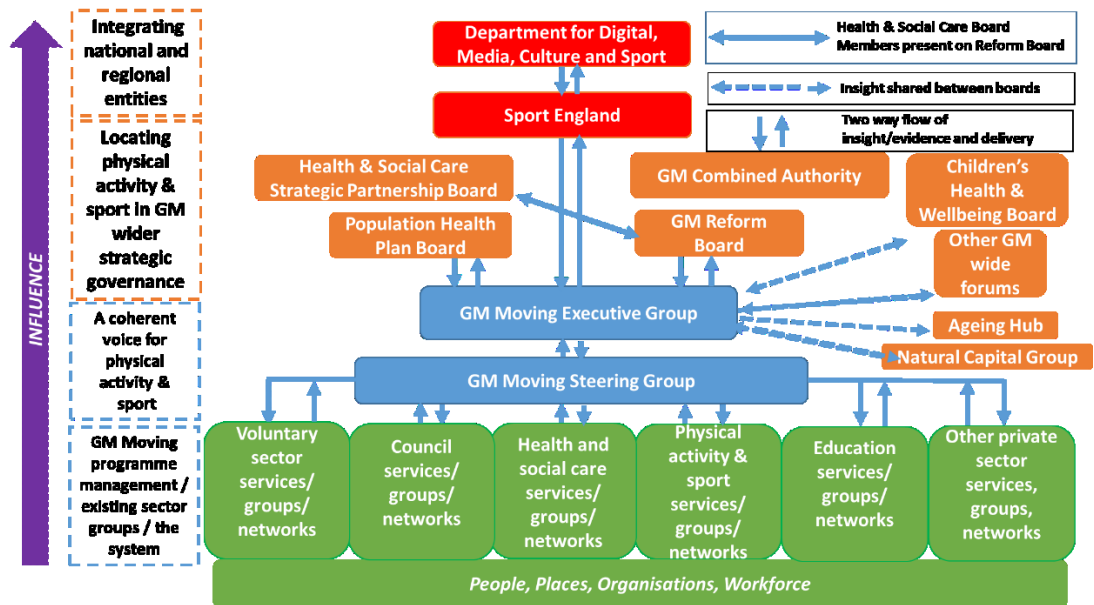 INFLUENCE
Integrating
national and
regional
entities
Locating
physical
activity &
sport in GM
wider
strategic
governance
A coherent
voice for
physical
activity &
sport
GM Moving
programme
management /
existing sector
groups / the
system
Department for Digital,
Media, Culture and Sport
Sport England
Health & Social Care Board
Members present on Reform Board
Insight shared between boards
Two way flow of
insight/evidence and delivery
Health & Social Care
Strategic Partnership Board
GM Combined Authority
Children's
Health &
Wellbeing Board
Population Health
Plan Board
GM Reform
Board
Other GM
wide
forums
GM Moving Executive Group
Ageing Hub
Natural Capital Group
GM Moving Steering Group
Voluntary
sector
services/
groups/
networks
Council
services/
groups/
networks
Health and
social care
services/
groups/
networks
Physical
activity &
sport
services/
groups/
networks
Education
services/
groups/
networks
Other private
sector
services,
groups,
networks
People, Places, Organisations, Workforce